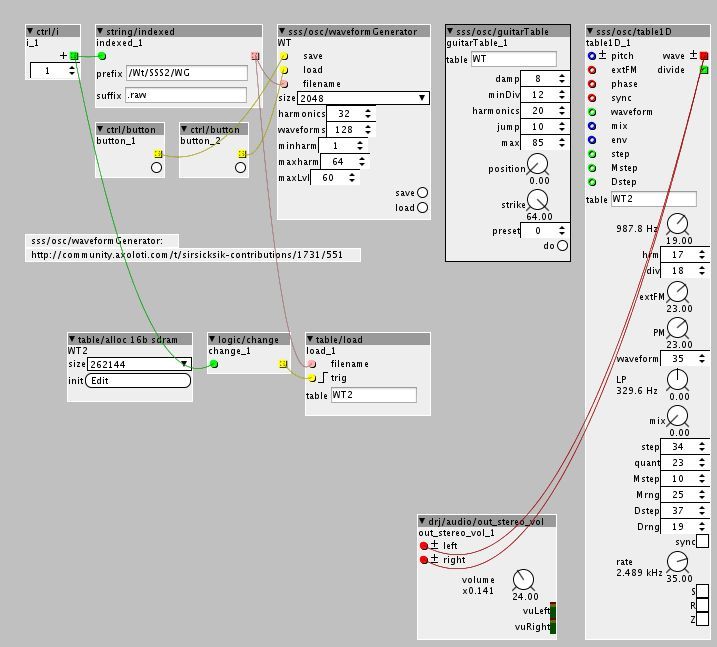 ctrl/i
i_1
+
1
string/indexed
indexed_1
prefix /Wt/SSS2/WG
suffix .raw
ctrl/button
button_1
ctrl/button
button_2
sss/osc/waveformGenerator
WT
save
load
filename
size 2048
harmonics 32
waveforms 128
minharm 1
maxharm 64
maxLvl 60
save
load
sss/osc/guitarTable
guitarTable_1
table WT
damp 8
minDiv 12
harmonics 20
jump 10
max 85
position
0.00
strike
64.00
preset 0
do
sss/osc/table1D
table1D_1
± pitch wave ±
± extFM divide
phase
sync
waveform
mix
env
step
Mstep
Dstep
table WT2
987.8 Hz
19.00
hrm 17
div 18
extFM
23.00
PM
23.00
waveform 35
LP
329.6 Hz
0.00
mix
0.00
step 34
quant 23
Mstep 10
Mrng 25
Dstep 37
Drng 19
sync
rate
2.489 kHz
35.00
S
R
Z
sss/osc/waveformGenerator:
http://community.axoloti.com/t/sirsicksik-contributions/1731/551
table/alloc 16b sdram
WT2
size 262144
init Edit
logic/change
change_1
table/load
load_1
filename
trig
table WT2
drj/audio/out_stereo_vol
out_stereo_vol_1
± left
± right
volume
x0.141
24.00
vuLeft
vuRight